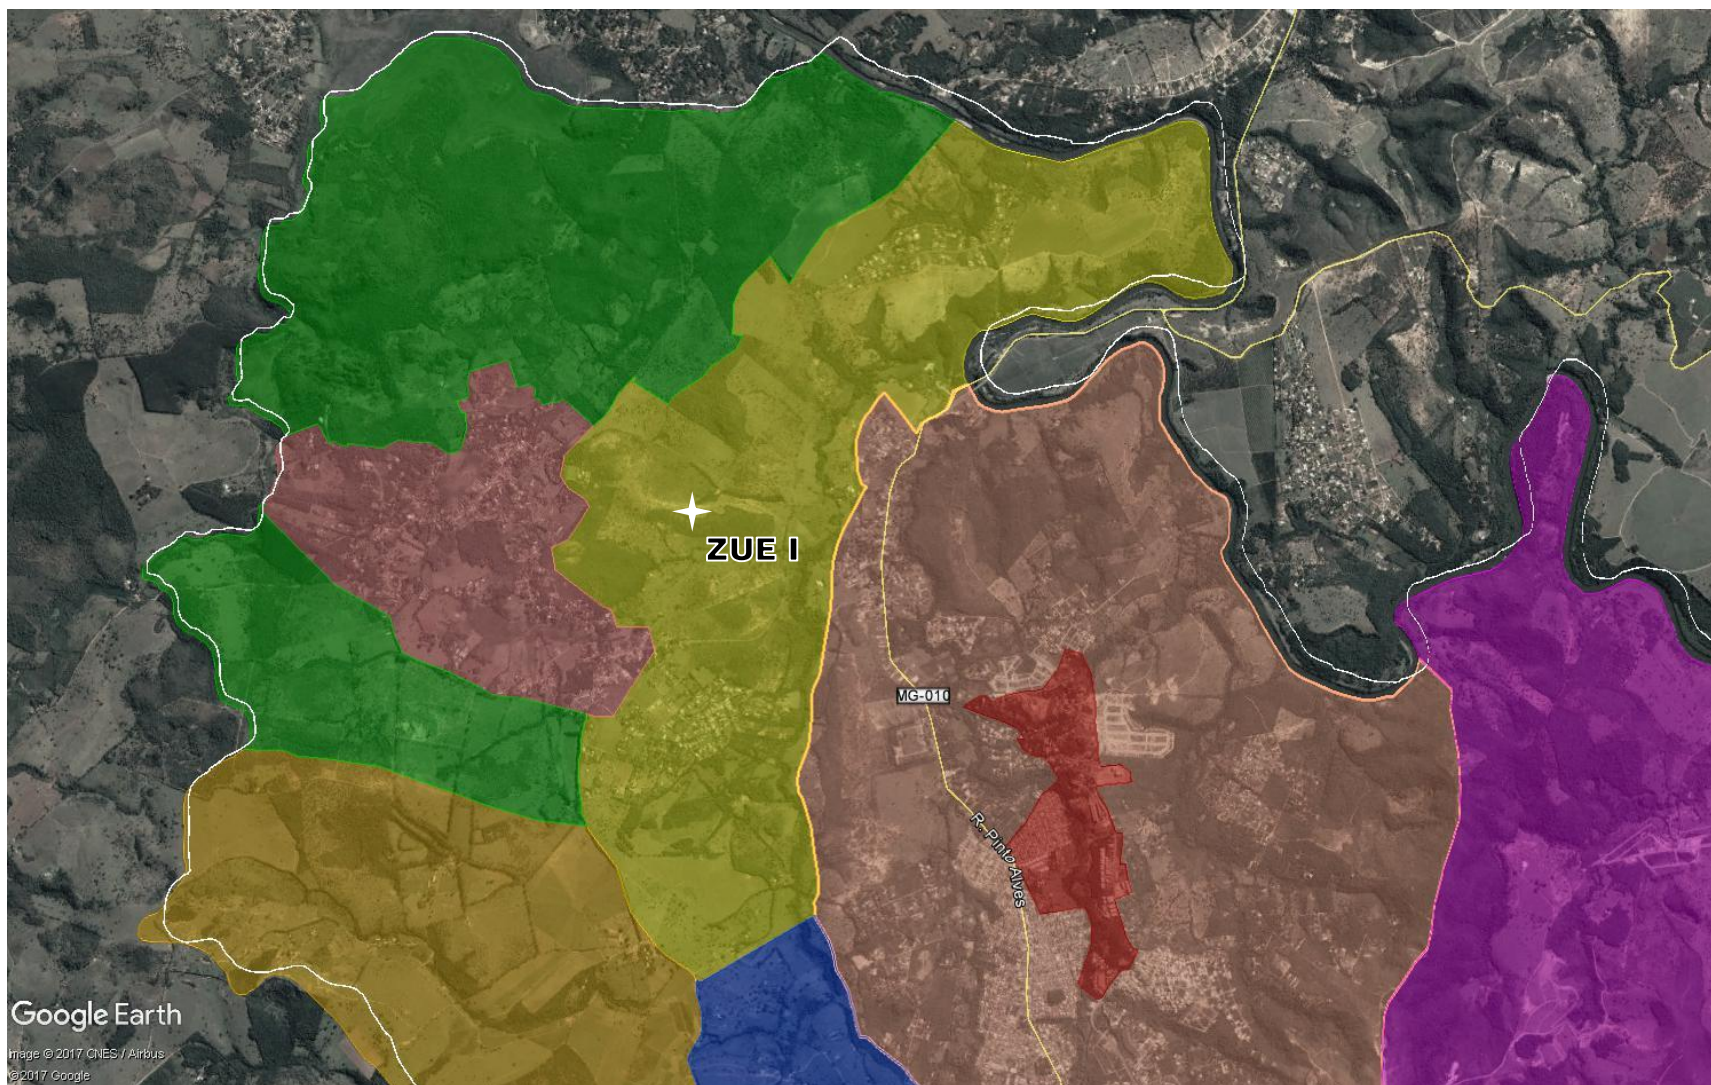 ZUE I
MG-010
R. Pinto Alves
Google Earth
Image © 2017 CNES / Airbus
©2017 Google